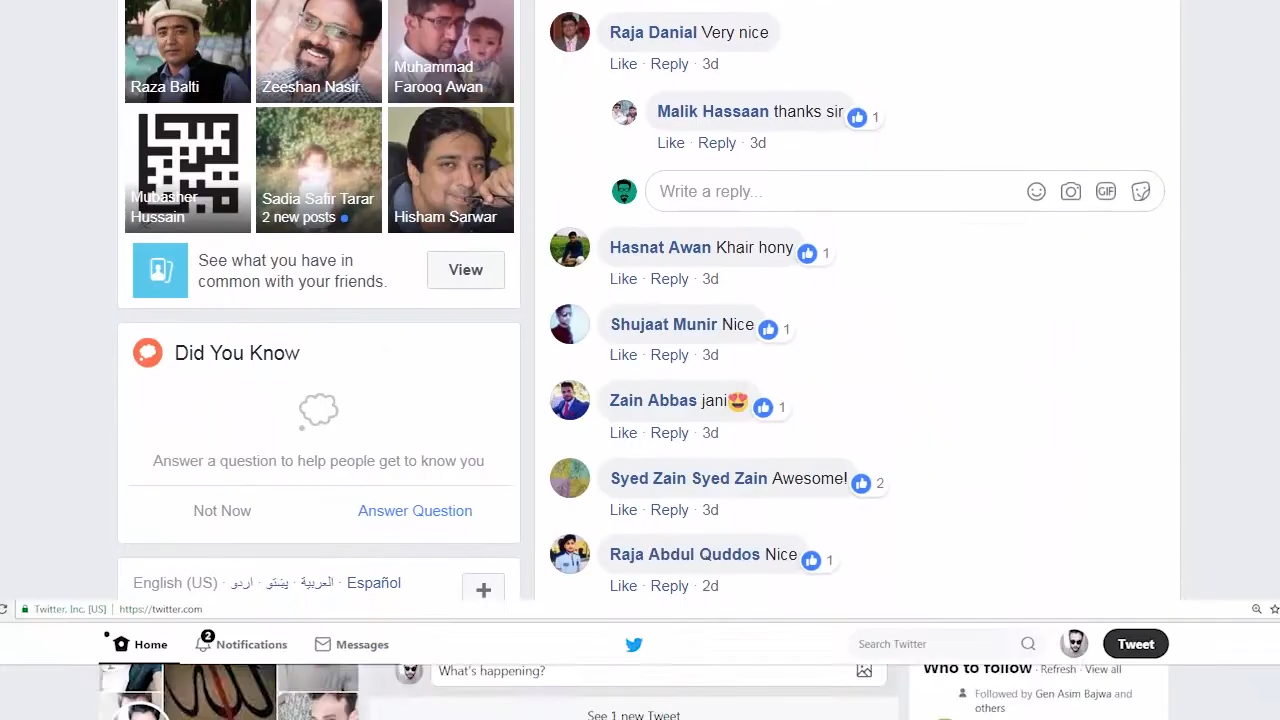 Raza Balti
Zeeshan Nasir
Muhammad
Farooq Awan
Mubasher
Hussain
Sadia Safir Tarar
2 new posts
Hisham Sarwar
See what you have in
common with your friends.
View
Did You Know
Answer a question to help people get to know you
Not Now
Answer Question
English (US) · اردو · پښتو · العربية · Español
+
Raja Danial Very nice
Like · Reply · 3d
Malik Hassaan thanks sir
1
Like · Reply · 3d
Write a reply...
GIF
Hasnat Awan Khair hony
1
Like · Reply · 3d
Shujaat Munir Nice
1
Like · Reply · 3d
Zain Abbas jani😍
1
Like · Reply · 3d
Syed Zain Syed Zain Awesome!
2
Like · Reply · 3d
Raja Abdul Quddos Nice
1
Like · Reply · 2d
Twitter, Inc. [US] | https://twitter.com
Home
2
Notifications
Messages
Search Twitter
Tweet
What's happening?
See 1 new Tweet
Who to follow · Refresh · View all
Followed by Gen Asim Bajwa and
others